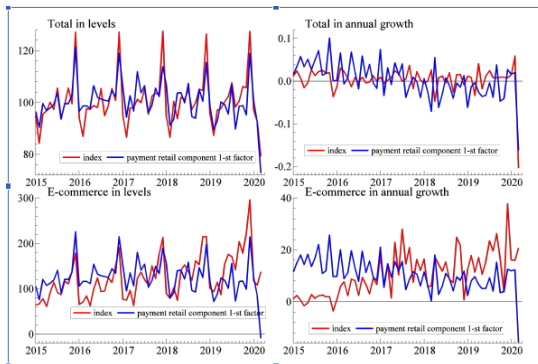 Total in levels
120
100
80
index payment retail component 1-st factor
2015 2016 2017 2018 2019 2020
Total in annual growth
0.1
0.0
-0.1
-0.2
index payment retail component 1-st factor
2015 2016 2017 2018 2019 2020
E-commerce in levels
300
200
100
0
index payment retail component 1-st factor
2015 2016 2017 2018 2019 2020
E-commerce in annual growth
40
20
0
index payment retail component 1-st factor
2015 2016 2017 2018 2019 2020